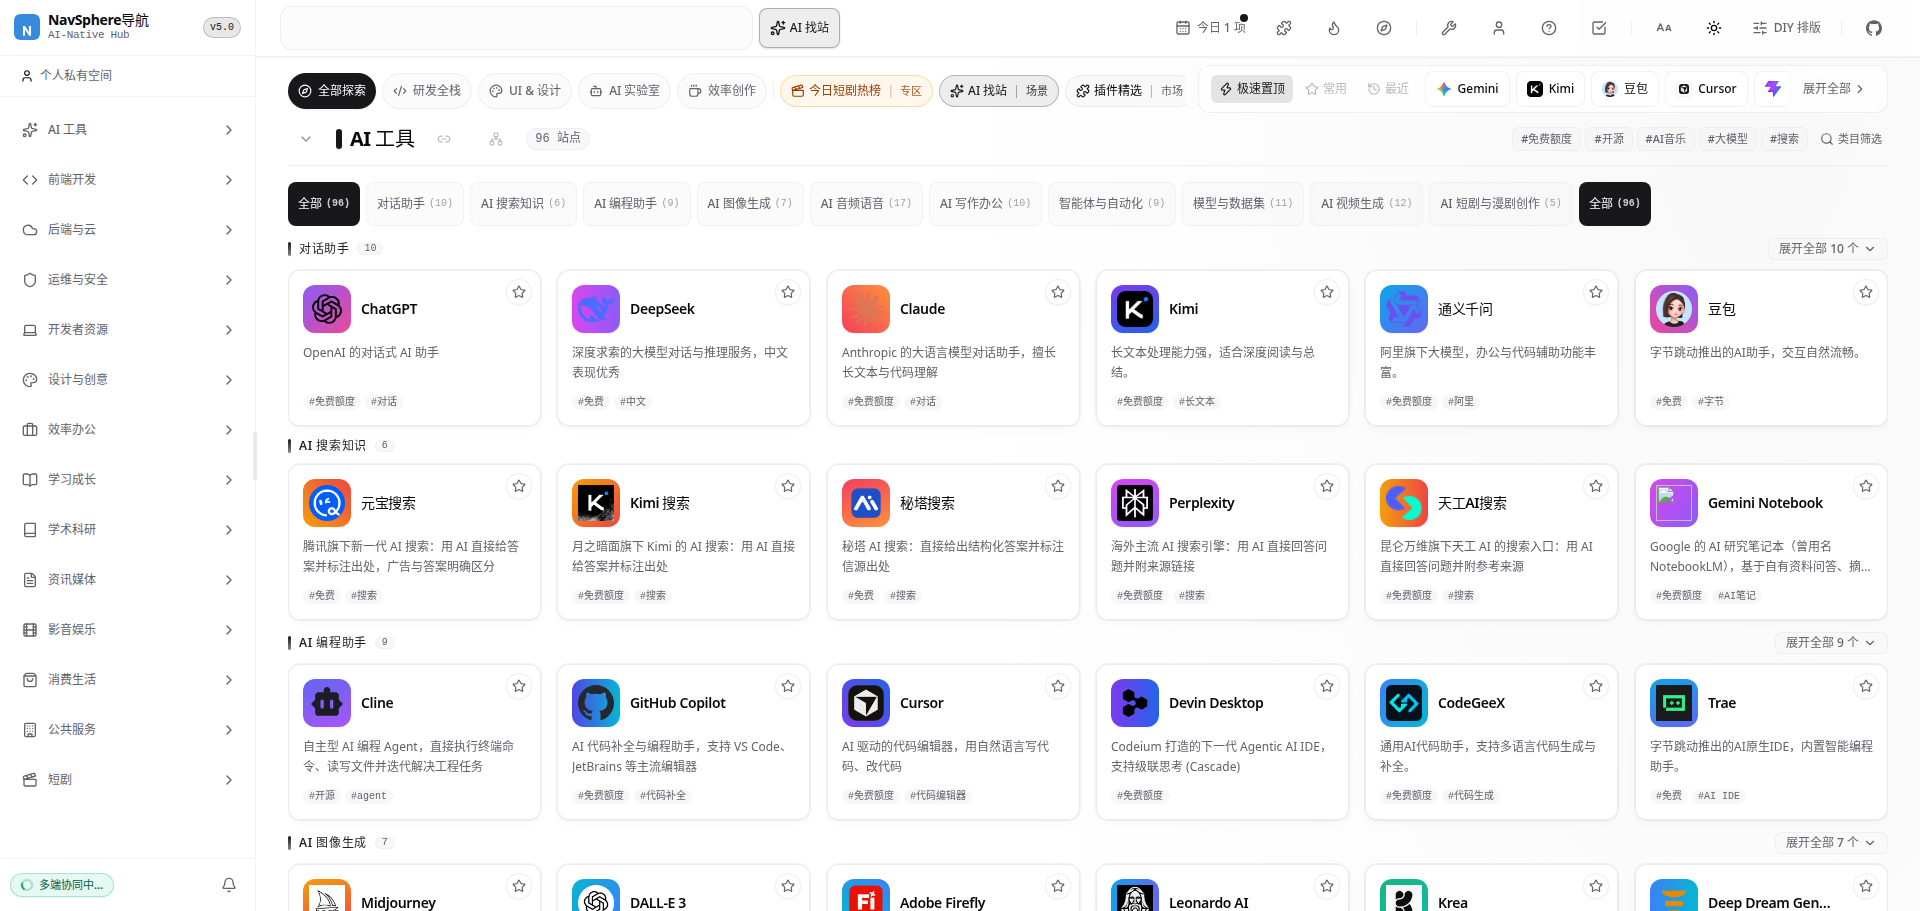 NavSphere导航
AI-Native Hub
v5.0
AI 找站
今日 1 项
DIY 排版
个人私有空间
全部探索
研发全栈
UI & 设计
AI 实验室
效率创作
今日短剧热榜 | 专区
AI 找站 | 场景
插件精选 | 市场
极速置顶
常用
最近
Gemini
Kimi
豆包
Cursor
展开全部
AI 工具
96 站点
#免费额度
#开源
#AI音乐
#大模型
#搜索
类目筛选
AI 工具
前端开发
后端与云
运维与安全
开发者资源
设计与创意
效率办公
学习成长
学术科研
资讯媒体
影音娱乐
消费生活
公共服务
短剧
多端协同中...
全部 (96)
对话助手 (10)
AI 搜索知识 (6)
AI 编程助手 (9)
AI 图像生成 (7)
AI 音频语音 (17)
AI 写作办公 (10)
智能体与自动化 (9)
模型与数据集 (11)
AI 视频生成 (12)
AI 短剧与漫剧创作 (5)
全部 (96)
对话助手 10
展开全部 10 个
ChatGPT
OpenAI 的对话式 AI 助手
#免费额度 #对话
DeepSeek
深度求索的大模型对话与推理服务，中文
表现优秀
#免费 #中文
Claude
Anthropic 的大语言模型对话助手，擅长
长文本与代码理解
#免费额度 #对话
Kimi
长文本处理能力强，适合深度阅读与总
结。
#免费额度 #长文本
通义千问
阿里旗下大模型，办公与代码辅助功能丰
富。
#免费额度 #阿里
豆包
字节跳动推出的AI助手，交互自然流畅。
#免费 #字节
AI 搜索知识 6
元宝搜索
腾讯旗下新一代 AI 搜索：用 AI 直接给答
案并标注出处，广告与答案明确区分
#免费 #搜索
Kimi 搜索
月之暗面旗下 Kimi 的 AI 搜索：用 AI 直接
给答案并标注出处
#免费额度 #搜索
秘塔搜索
秘塔 AI 搜索：直接给出结构化答案并标注
信源出处
#免费 #搜索
Perplexity
海外主流 AI 搜索引擎：用 AI 直接回答问
题并附来源链接
#免费额度 #搜索
天工AI搜索
昆仑万维旗下天工 AI 的搜索入口：用 AI
直接回答问题并附参考来源
#免费额度 #搜索
Gemini Notebook
Google 的 AI 研究笔记本（曾用名
NotebookLM），基于自有资料问答、摘...
#免费额度 #AI笔记
AI 编程助手 9
展开全部 9 个
Cline
自主型 AI 编程 Agent，直接执行终端命
令、读写文件并迭代解决工程任务
#开源 #agent
GitHub Copilot
AI 代码补全与编程助手，支持 VS Code、
JetBrains 等主流编辑器
#免费额度 #代码补全
Cursor
AI 驱动的代码编辑器，用自然语言写代
码、改代码
#免费额度 #代码编辑器
Devin Desktop
Codeium 打造的下一代 Agentic AI IDE，
支持级联思考 (Cascade)
#免费额度
CodeGeeX
通用AI代码助手，支持多语言代码生成与
补全。
#免费额度 #代码生成
Trae
字节跳动推出的AI原生IDE，内置智能编程
助手。
#免费 #AI IDE
AI 图像生成 7
展开全部 7 个
Midjourney
DALL-E 3
Adobe Firefly
Leonardo AI
Krea
Deep Dream Gen...